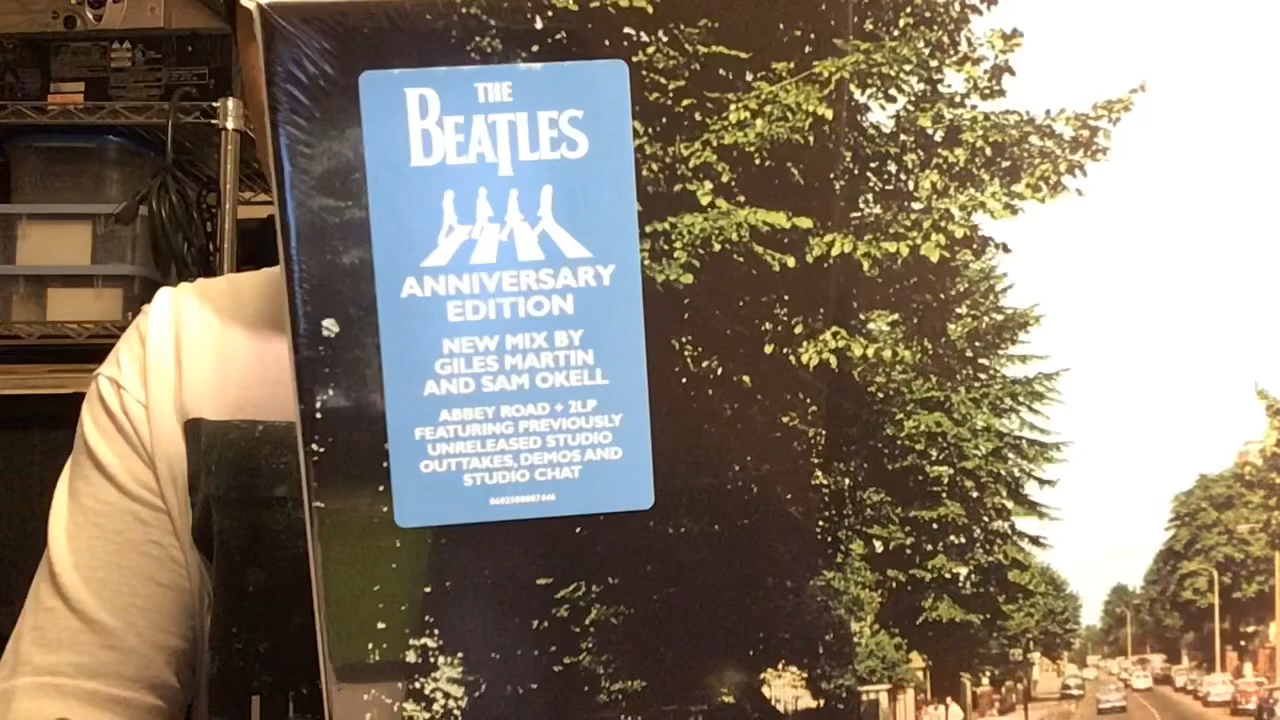 THE
BEATLES
ANNIVERSARY
EDITION
NEW MIX BY
GILES MARTIN
AND SAM OKELL
ABBEY ROAD + 2LP
FEATURING PREVIOUSLY
UNRELEASED STUDIO
OUTTAKES, DEMOS AND
STUDIO CHAT